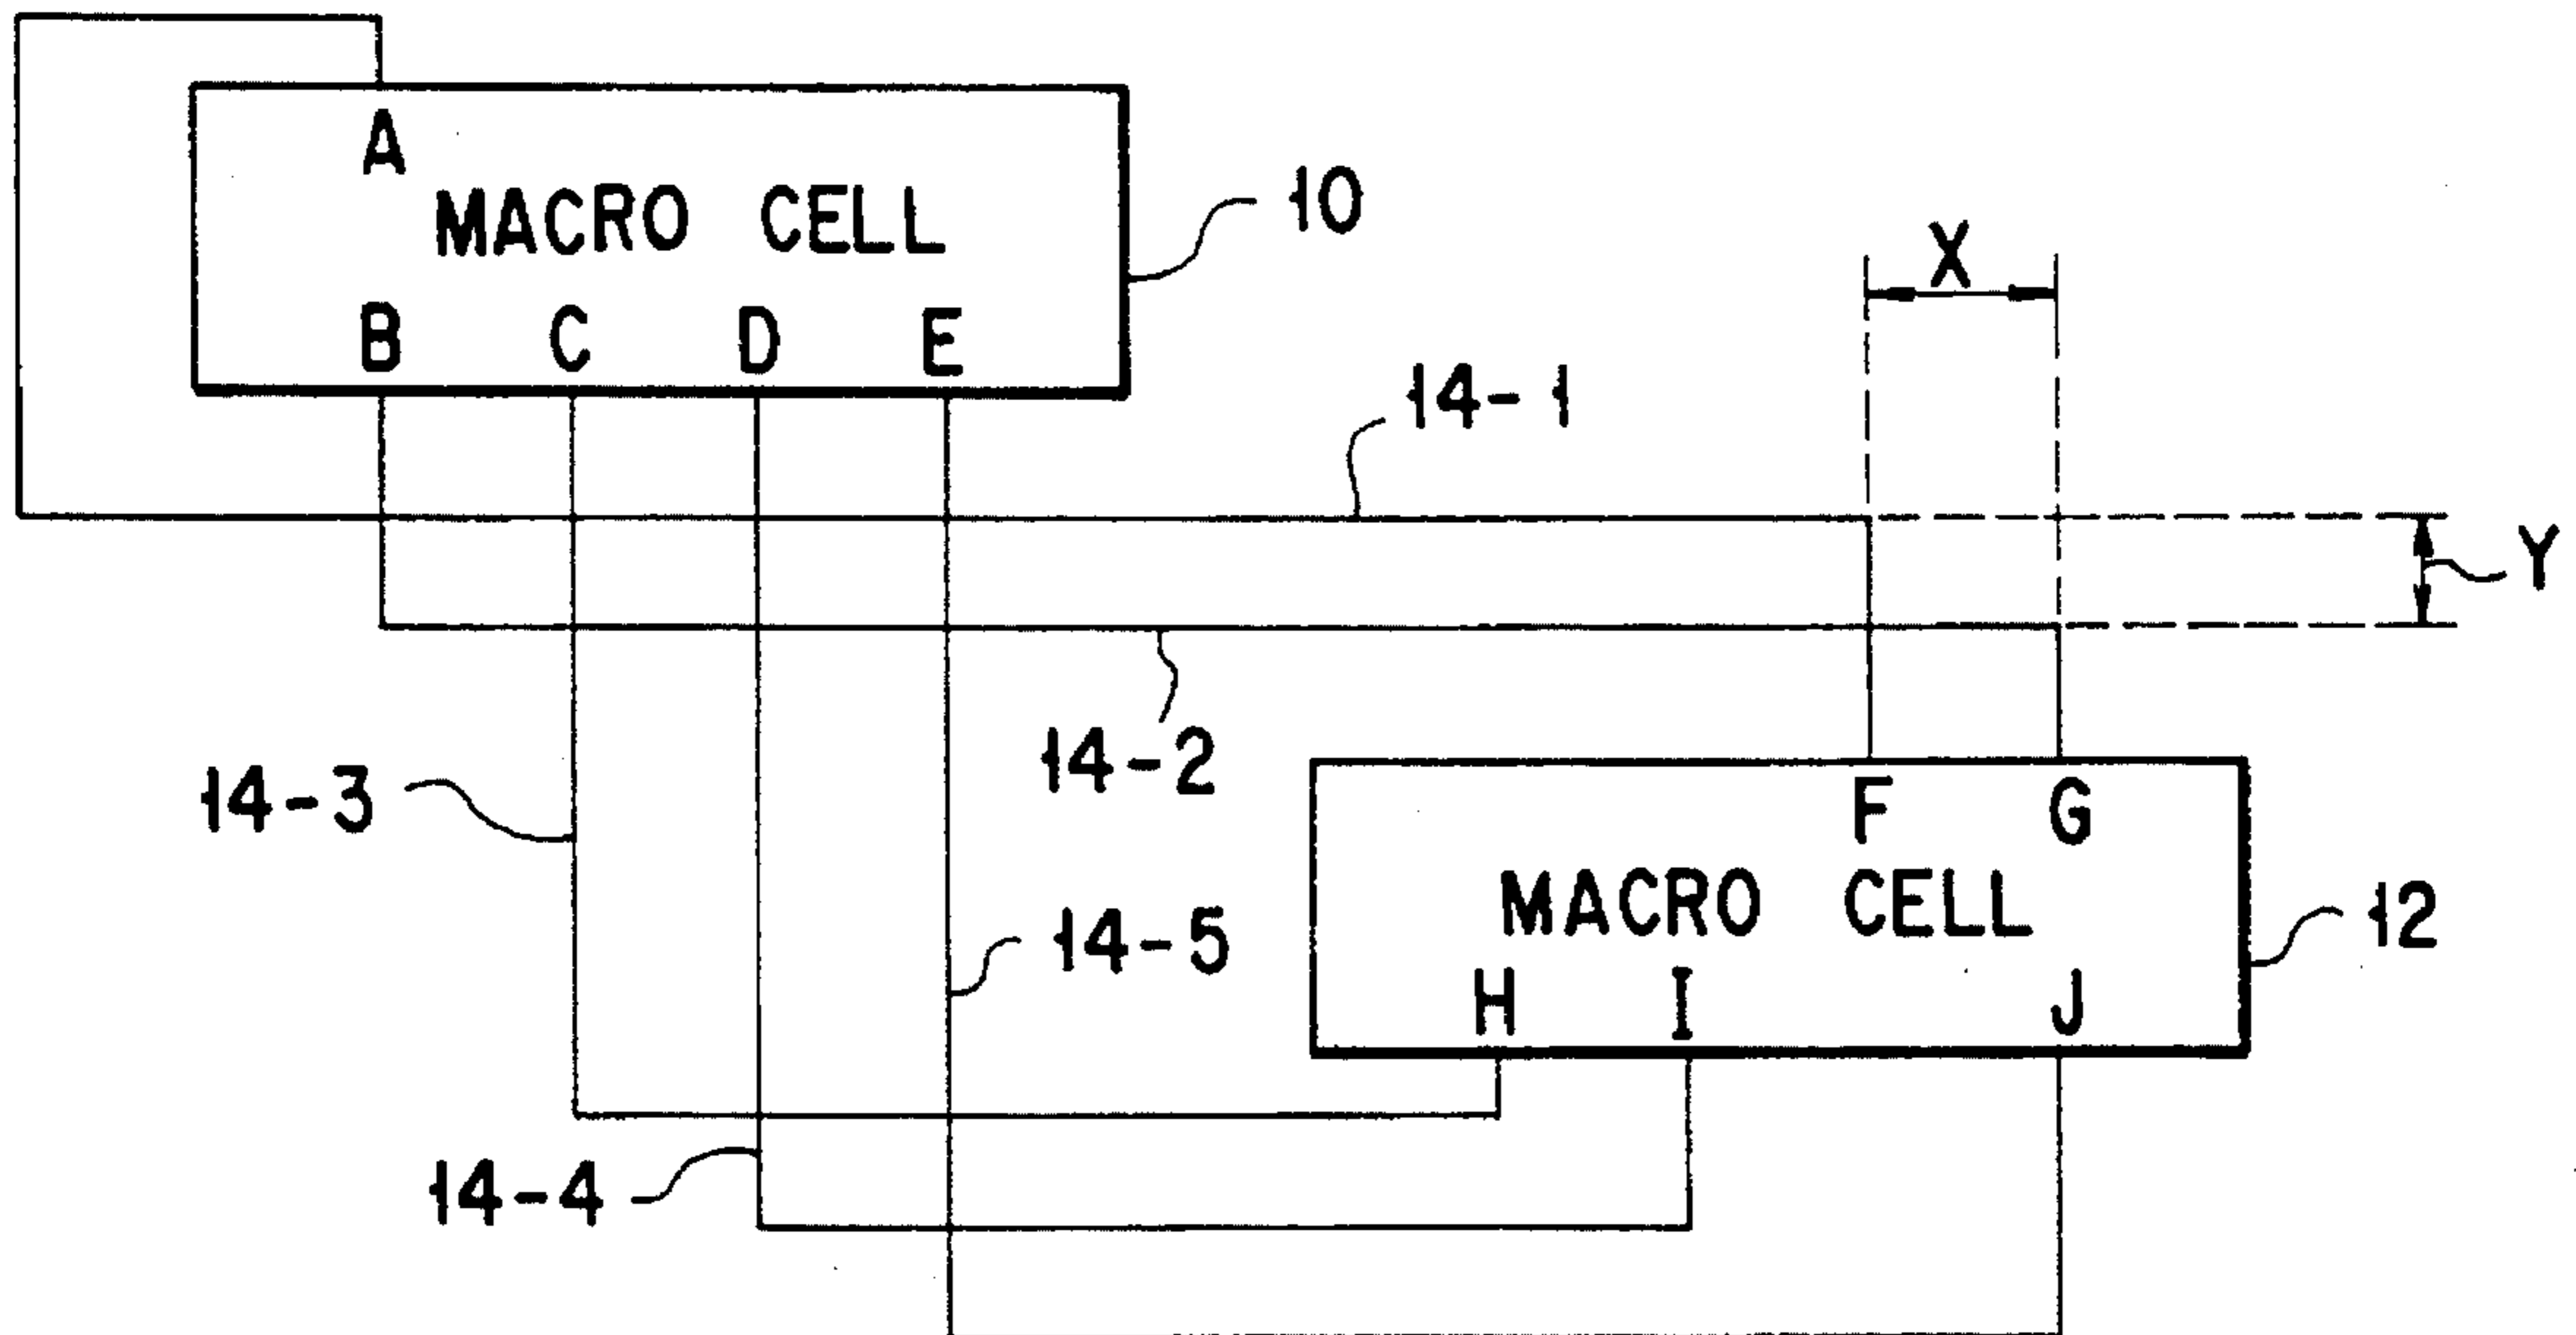 A
MACRO CELL
10
B C D E
X
14-1
Y
14-2
14-3
F G
MACRO CELL
12
14-5
H I J
14-4